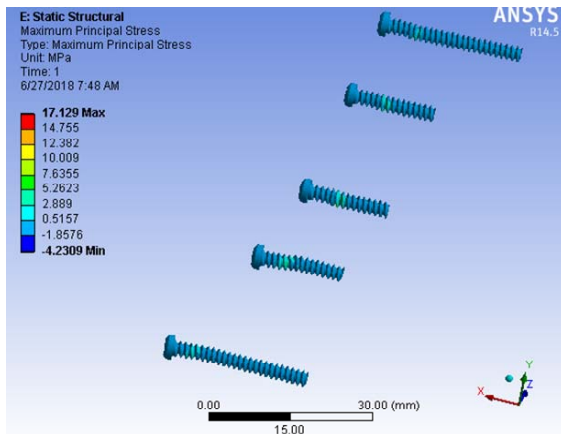 E: Static Structural
Maximum Principal Stress
Type: Maximum Principal Stress
Unit: MPa
Time: 1
6/27/2018 7:48 AM
17.129 Max
14.755
12.382
10.009
7.6355
5.2623
2.889
0.5157
-1.8576
-4.2309 Min
ANSYS
R14.5
0.00
30.00 (mm)
15.00
Y
X
Z